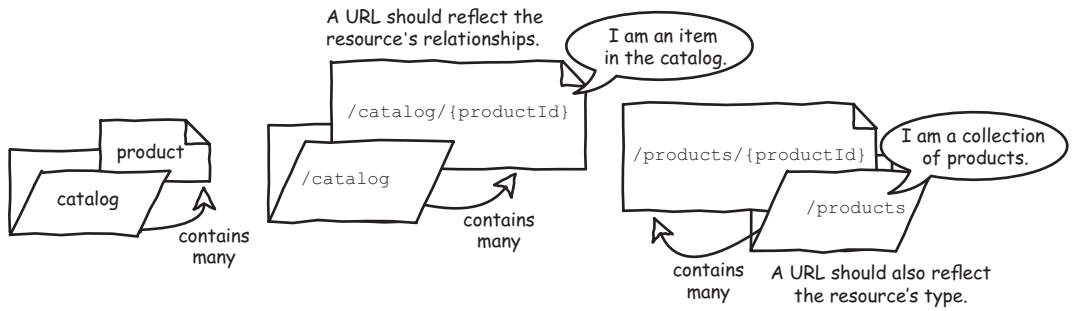 product
catalog
contains
many
A URL should reflect the
resource's relationships.
I am an item
in the catalog.
/catalog/{productId}
/catalog
contains
many
I am a collection
of products.
/products/{productId}
/products
contains
many
A URL should also reflect
the resource's type.